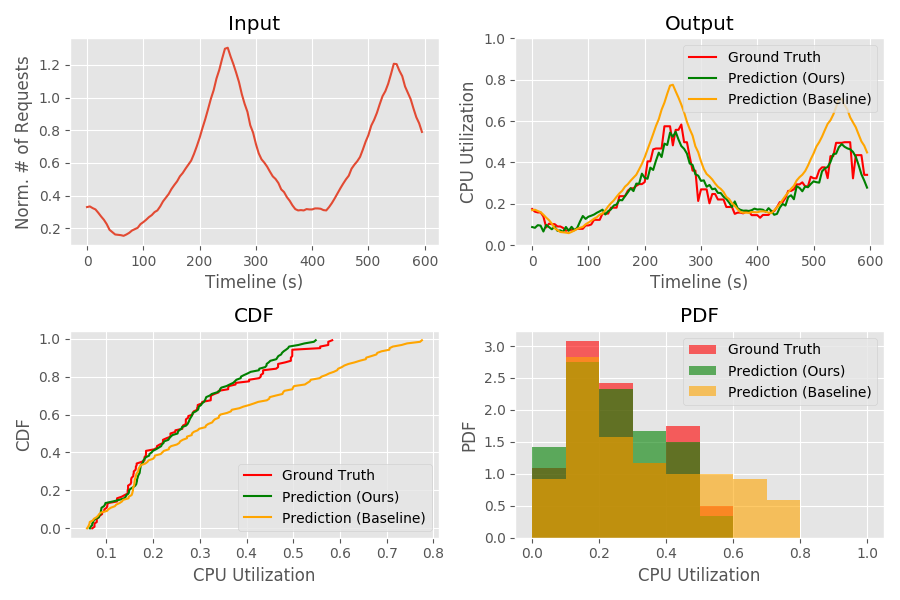 Input
Norm. # of Requests
1.2
1.0
0.8
0.6
0.4
0.2
0 100 200 300 400 500 600
Timeline (s)
Output
CPU Utilization
1.0
0.8
0.6
0.4
0.2
0.0
Ground Truth
Prediction (Ours)
Prediction (Baseline)
0 100 200 300 400 500 600
Timeline (s)
CDF
CDF
1.0
0.8
0.6
0.4
0.2
0.0
Ground Truth
Prediction (Ours)
Prediction (Baseline)
0.1 0.2 0.3 0.4 0.5 0.6 0.7 0.8
CPU Utilization
PDF
PDF
3.0
2.5
2.0
1.5
1.0
0.5
0.0
Ground Truth
Prediction (Ours)
Prediction (Baseline)
0.0 0.2 0.4 0.6 0.8 1.0
CPU Utilization